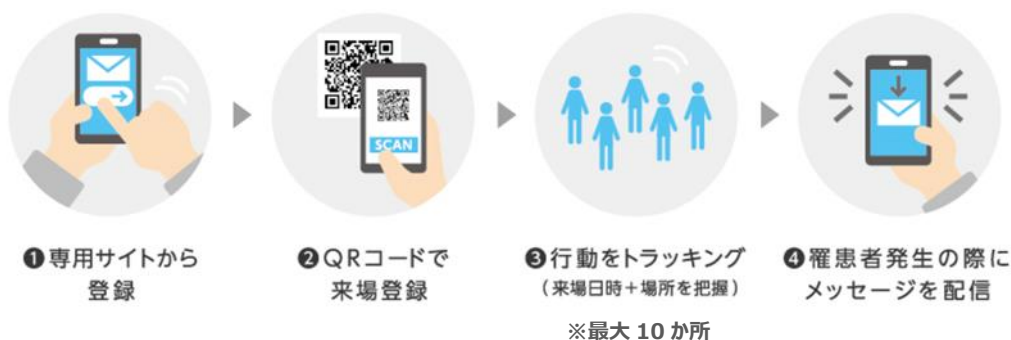 SCAN
❶専用サイトから
登録
❷QRコードで
来場登録
❸行動をトラッキング
(来場日時+場所を把握)
※最大 10 か所
❹罹患者発生の際に
メッセージを配信